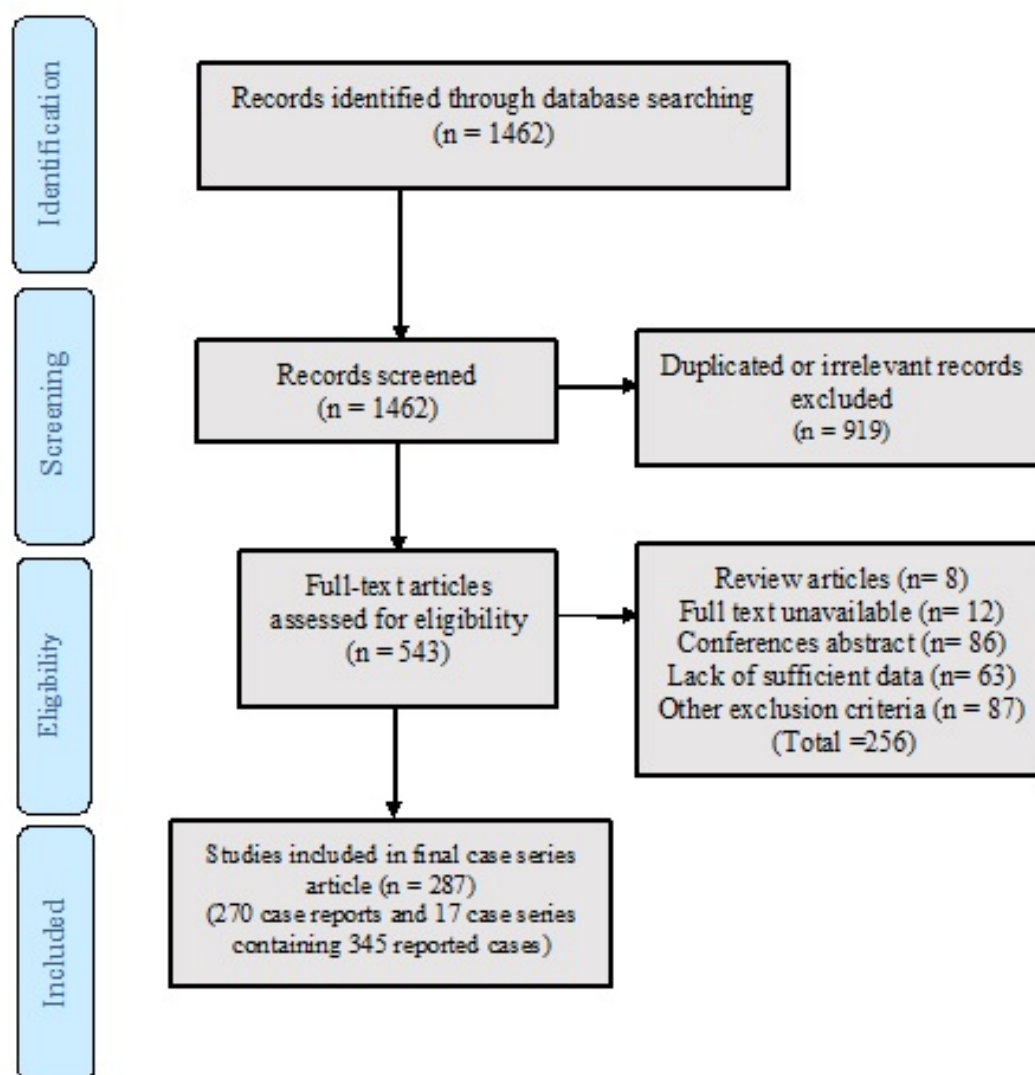 Identification
Records identified through database searching
(n = 1462)
Screening
Records screened
(n = 1462)
Duplicated or irrelevant records
excluded
(n = 919)
Eligibility
Full-text articles
assessed for eligibility
(n = 543)
Review articles (n= 8)
Full text unavailable (n= 12)
Conferences abstract (n= 86)
Lack of sufficient data (n= 63)
Other exclusion criteria (n = 87)
(Total =256)
Included
Studies included in final case series
article (n = 287)
(270 case reports and 17 case series
containing 345 reported cases)